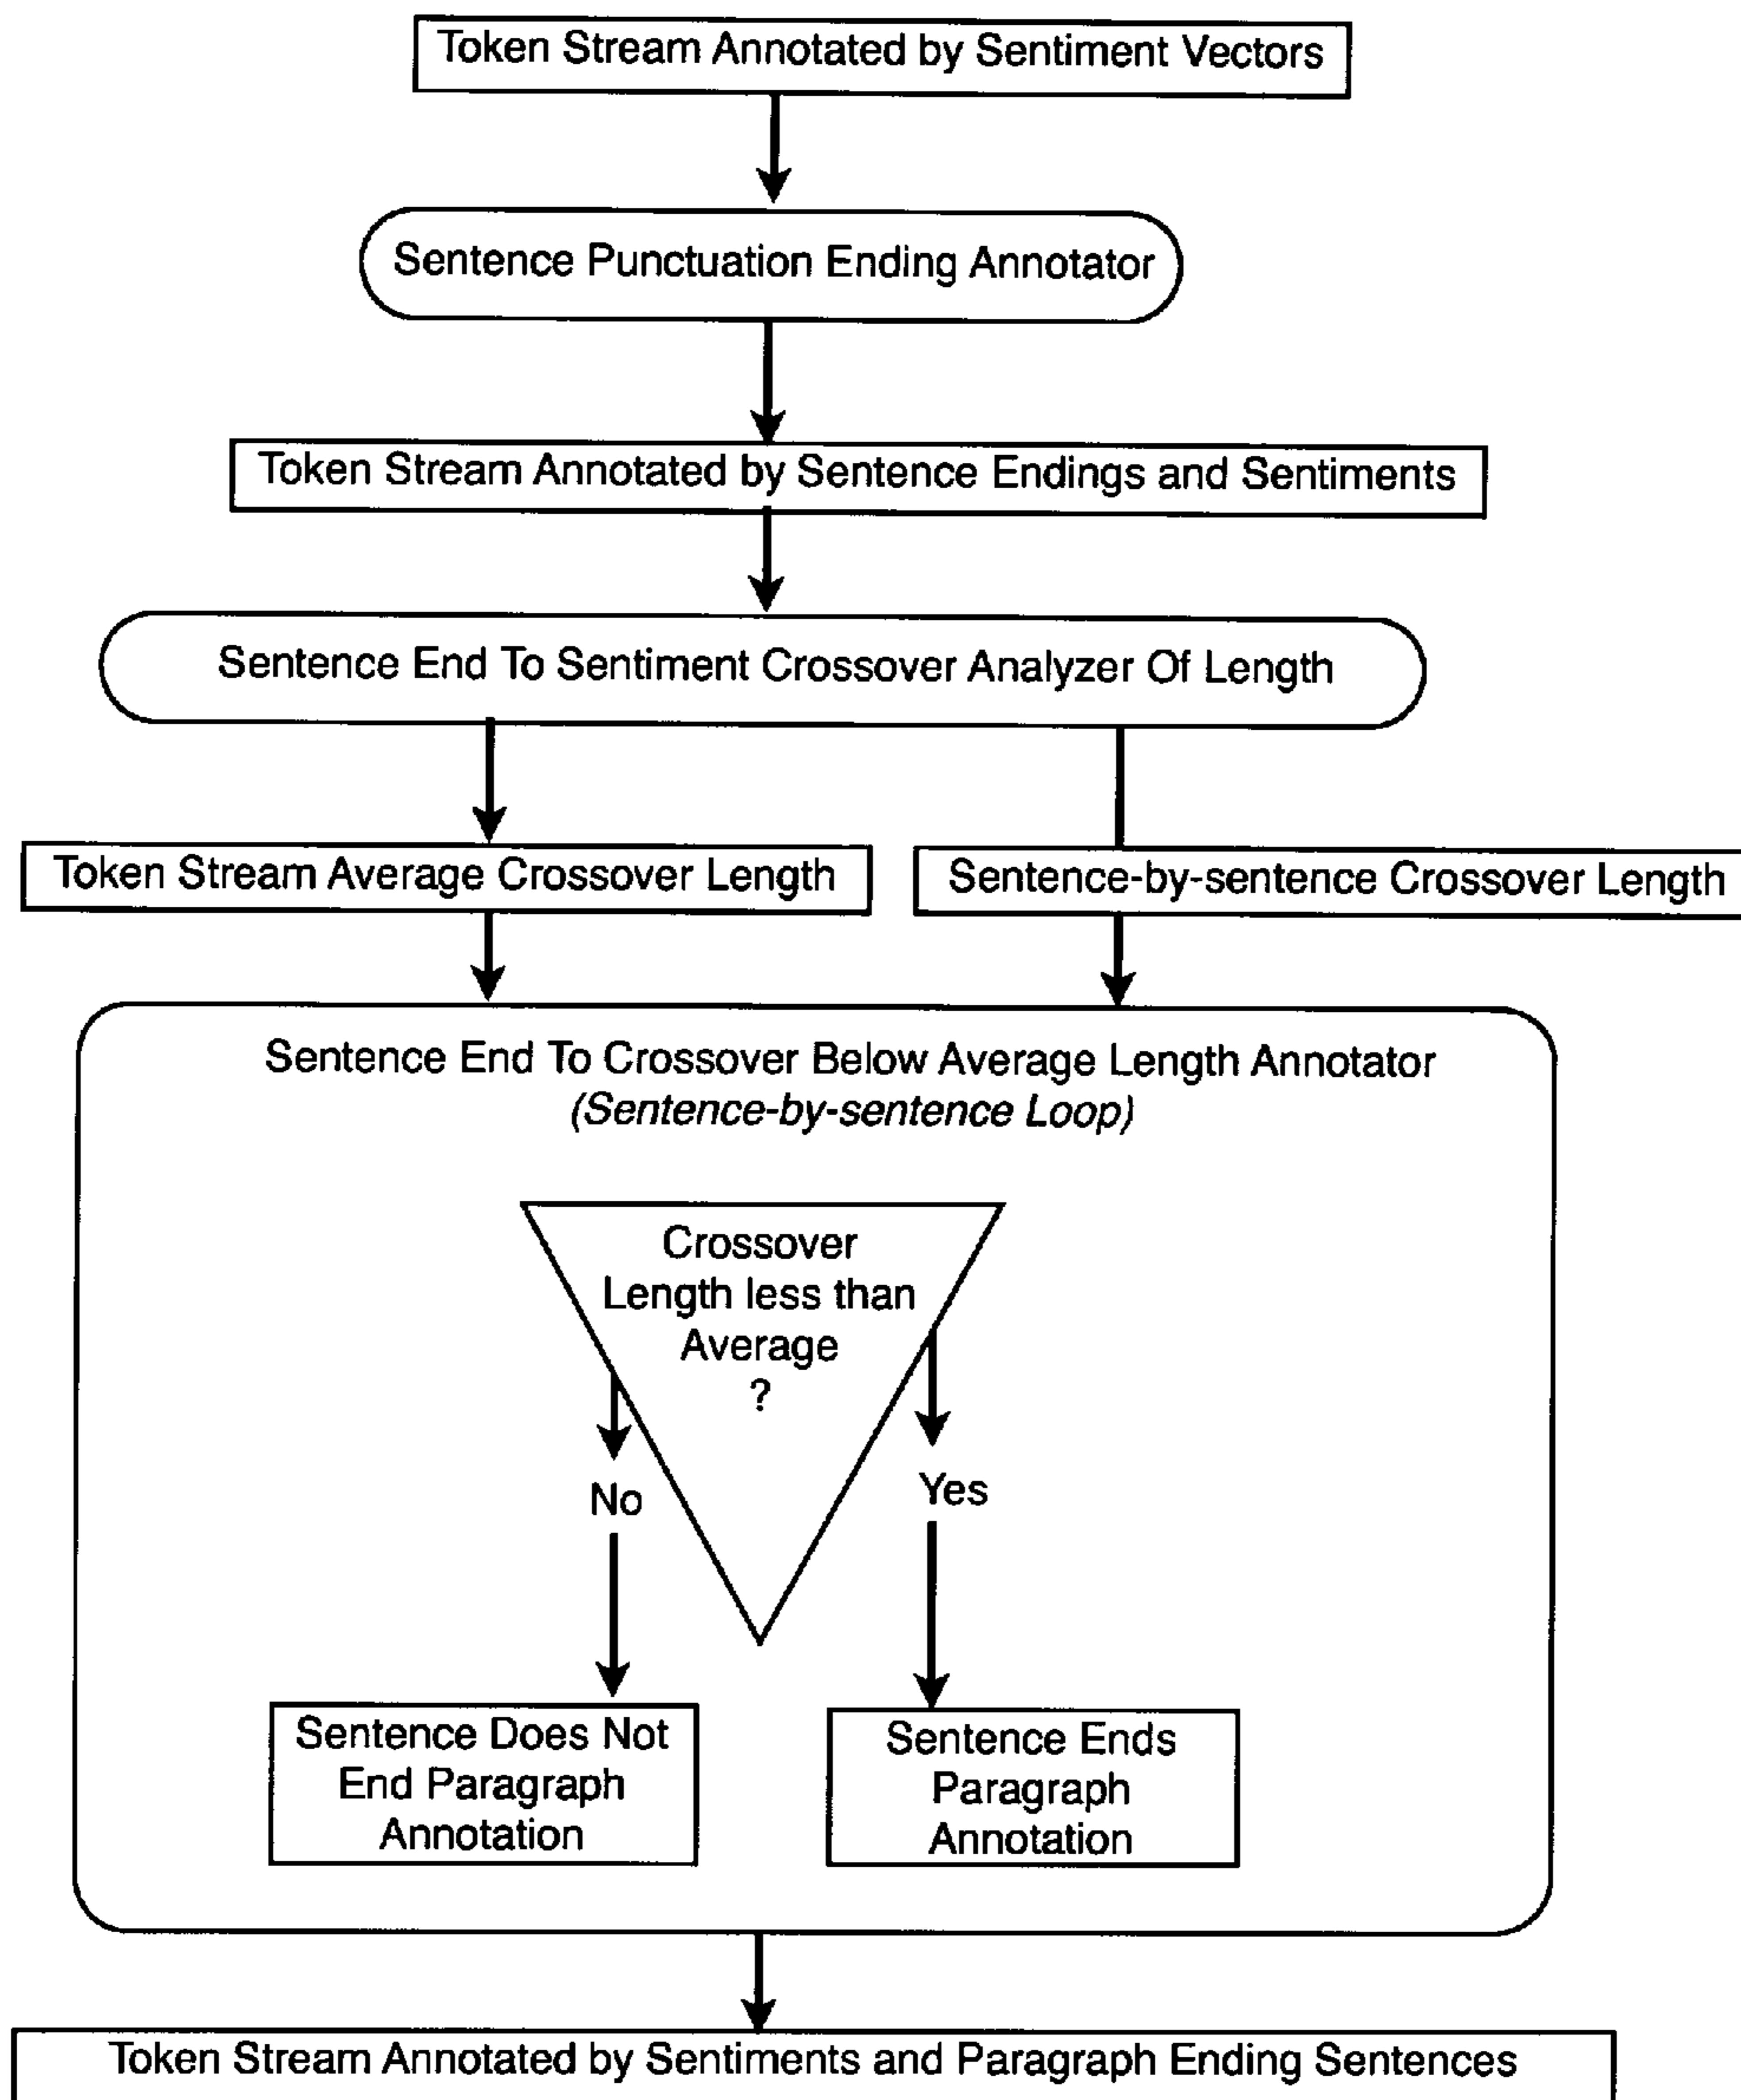 Token Stream Annotated by Sentiment Vectors
Sentence Punctuation Ending Annotator
Token Stream Annotated by Sentence Endings and Sentiments
Sentence End To Sentiment Crossover Analyzer Of Length
Token Stream Average Crossover Length
Sentence-by-sentence Crossover Length
Sentence End To Crossover Below Average Length Annotator
(Sentence-by-sentence Loop)
Crossover
Length less than
Average
?
No
Yes
Sentence Does Not
End Paragraph
Annotation
Sentence Ends
Paragraph
Annotation
Token Stream Annotated by Sentiments and Paragraph Ending Sentences